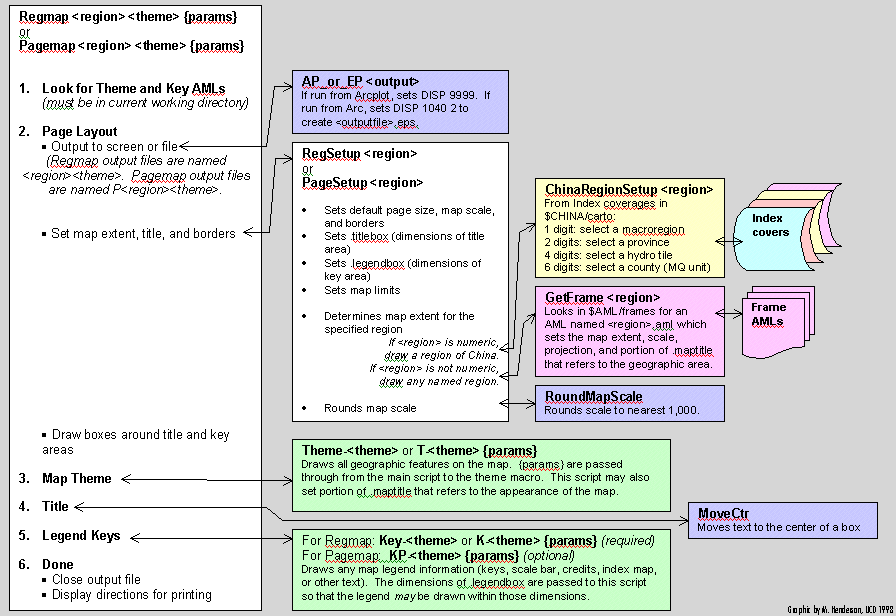 Regmap <region> <theme> {params}
or
Pagemap <region> <theme> {params}
1. Look for Theme and Key AMLs
(must be in current working directory)
2. Page Layout
▪ Output to screen or file
(Regmap output files are named
<region><theme>. Pagemap output files
are named P<region><theme>.
▪ Set map extent, title, and borders
▪ Draw boxes around title and key
areas
3. Map Theme
4. Title
5. Legend Keys
6. Done
▪ Close output file
▪ Display directions for printing
AP_or_EP <output>
If run from Arcplot, sets DISP 9999. If
run from Arc, sets DISP 1040 2 to
create <outputfile>.eps.
RegSetup <region>
or
PageSetup <region>
• Sets default page size, map scale,
and borders
• Sets .titlebox (dimensions of title
area)
• Sets .legendbox (dimensions of
key area)
• Sets map limits
• Determines map extent for the
specified region
If <region> is numeric,
draw a region of China.
If <region> is not numeric,
draw any named region.
• Rounds map scale
ChinaRegionSetup <region>
From Index coverages in
$CHINA/carto:
1 digit: select a macroregion
2 digits: select a province
4 digits: select a hydro tile
6 digits: select a county (MQ unit)
Index
covers
GetFrame <region>
Looks in $AML/frames for an
AML named <region>.aml which
sets the map extent, scale,
projection, and portion of .maptitle
that refers to the geographic area.
Frame
AMLs
RoundMapScale
Rounds scale to nearest 1,000.
Theme-<theme> or T-<theme> {params}
Draws all geographic features on the map. {params} are passed
through from the main script to the theme macro. This script may also
set portion of .maptitle that refers to the appearance of the map.
MoveCtr
Moves text to the center of a box
For Regmap: Key-<theme> or K-<theme> {params} (required)
For Pagemap: KP-<theme> {params} (optional)
Draws any map legend information (keys, scale bar, credits, index map,
or other text). The dimensions of .legendbox are passed to this script
so that the legend may be drawn within those dimensions.
Graphic by M. Henderson, UCD 1998